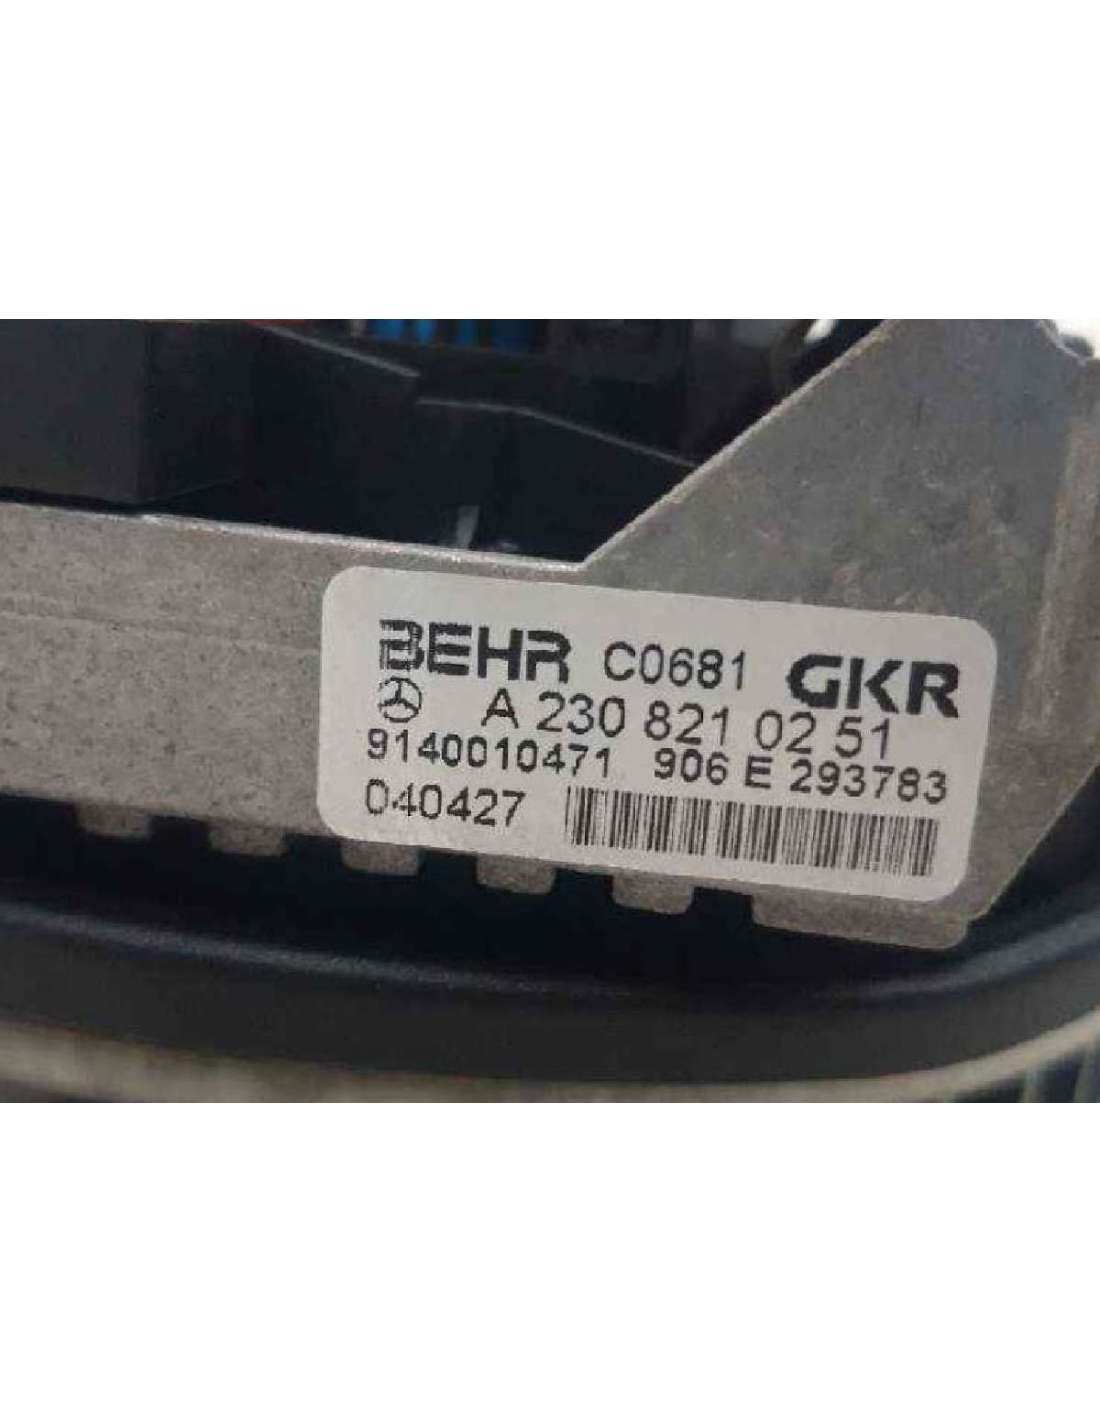 BEHR C0681 GKR
A 230 821 02 51
9140010471 906 E 293783
040427